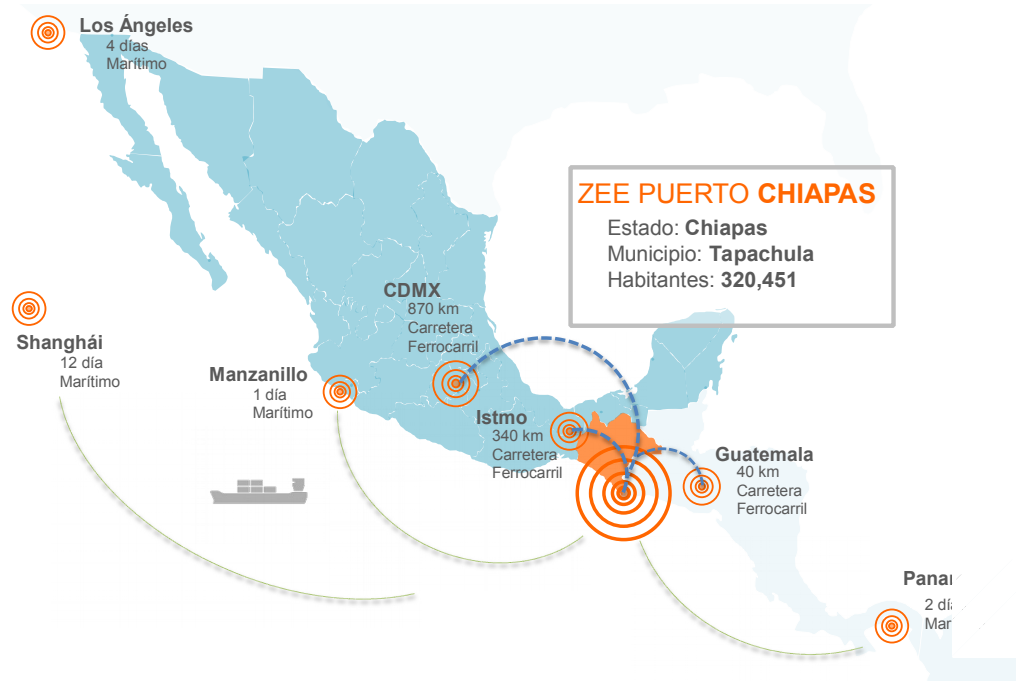 Los Ángeles
4 días
Marítimo
ZEE PUERTO CHIAPAS
Estado: Chiapas
Municipio: Tapachula
Habitantes: 320,451
CDMX
870 km
Carretera
Ferrocarril
Shanghái
12 día
Marítimo
Manzanillo
1 día
Marítimo
Istmo
340 km
Carretera
Ferrocarril
Guatemala
40 km
Carretera
Ferrocarril
2